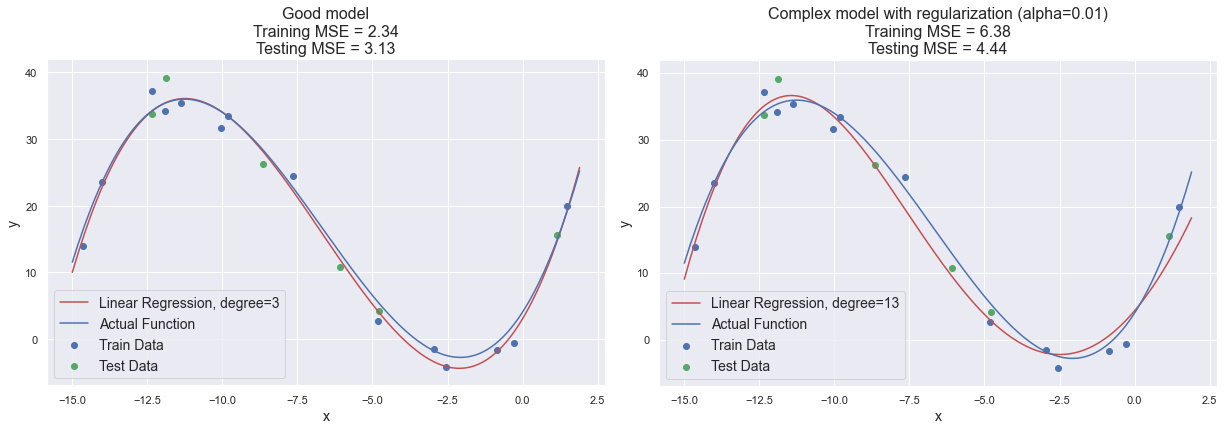 Good model
Training MSE = 2.34
Testing MSE = 3.13
40
30
20
10
0
y
−15.0 −12.5 −10.0 −7.5 −5.0 −2.5 0.0 2.5
x
Linear Regression, degree=3
Actual Function
Train Data
Test Data
Complex model with regularization (alpha=0.01)
Training MSE = 6.38
Testing MSE = 4.44
40
30
20
10
0
y
−15.0 −12.5 −10.0 −7.5 −5.0 −2.5 0.0 2.5
x
Linear Regression, degree=13
Actual Function
Train Data
Test Data